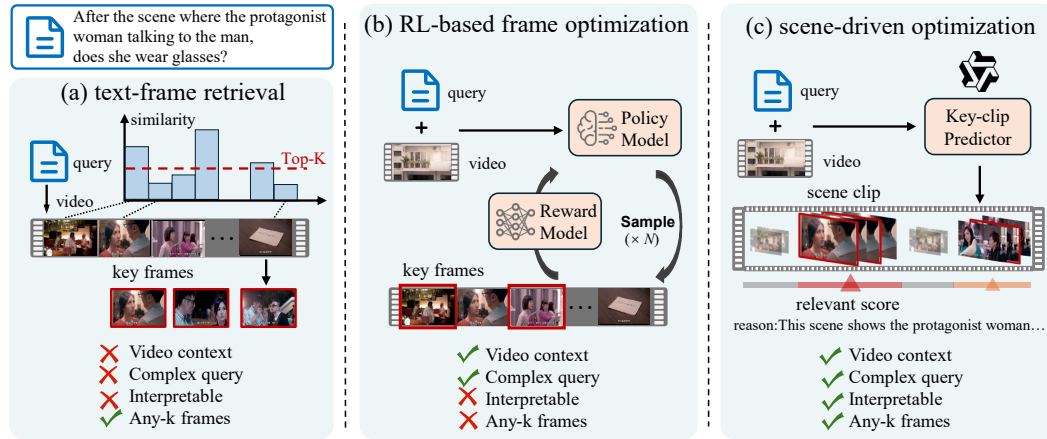 After the scene where the protagonist
woman talking to the man,
does she wear glasses?
(a) text-frame retrieval
similarity
query
Top-K
video
key frames
Video context
Complex query
Interpretable
Any-k frames
(b) RL-based frame optimization
query
+
video
Policy
Model
Reward
Model
Sample
(× N)
key frames
Video context
Complex query
Interpretable
Any-k frames
(c) scene-driven optimization
query
+
video
Key-clip
Predictor
scene clip
relevant score
reason:This scene shows the protagonist woman…
Video context
Complex query
Interpretable
Any-k frames